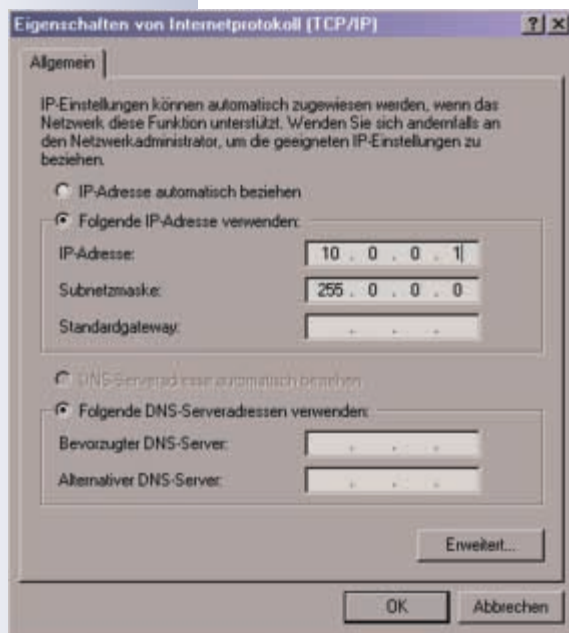 Eigenschaften von Internetprotokoll (TCP/IP)
Allgemein
IP-Einstellungen können automatisch zugewiesen werden, wenn das
Netzwerk diese Funktion unterstützt. Wenden Sie sich andernfalls an
den Netzwerkadministrator, um die geeigneten IP-Einstellungen zu
beziehen.
IP-Adresse automatisch beziehen
Folgende IP-Adresse verwenden:
IP-Adresse: 10 . 0 . 0 . 1
Subnetzmaske: 255 . 0 . 0 . 0
Standardgateway: . . .
DNS-Serveradresse automatisch beziehen
Folgende DNS-Serveradressen verwenden:
Bevorzugter DNS-Server: . . .
Alternativer DNS-Server: . . .
Erweitert...
OK Abbrechen